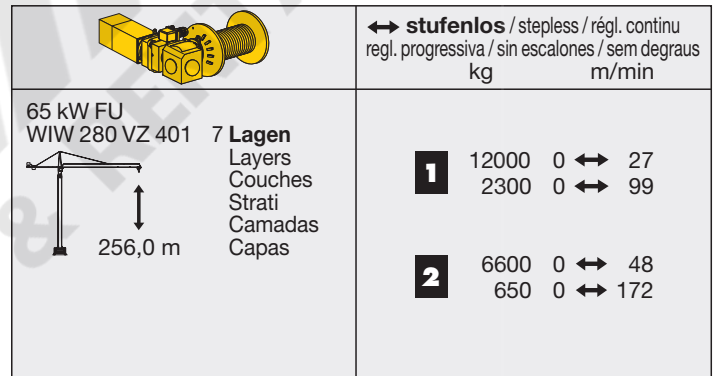 ↔ stufenlos / stepless / régl. continu
regl. progressiva / sin escalones / sem degraus
kg m/min
65 kW FU
WIW 280 VZ 401 7 Lagen
Layers
Couches
Strati
Camadas
256,0 m Capas
1 12000 0 ↔ 27
2300 0 ↔ 99
2 6600 0 ↔ 48
650 0 ↔ 172